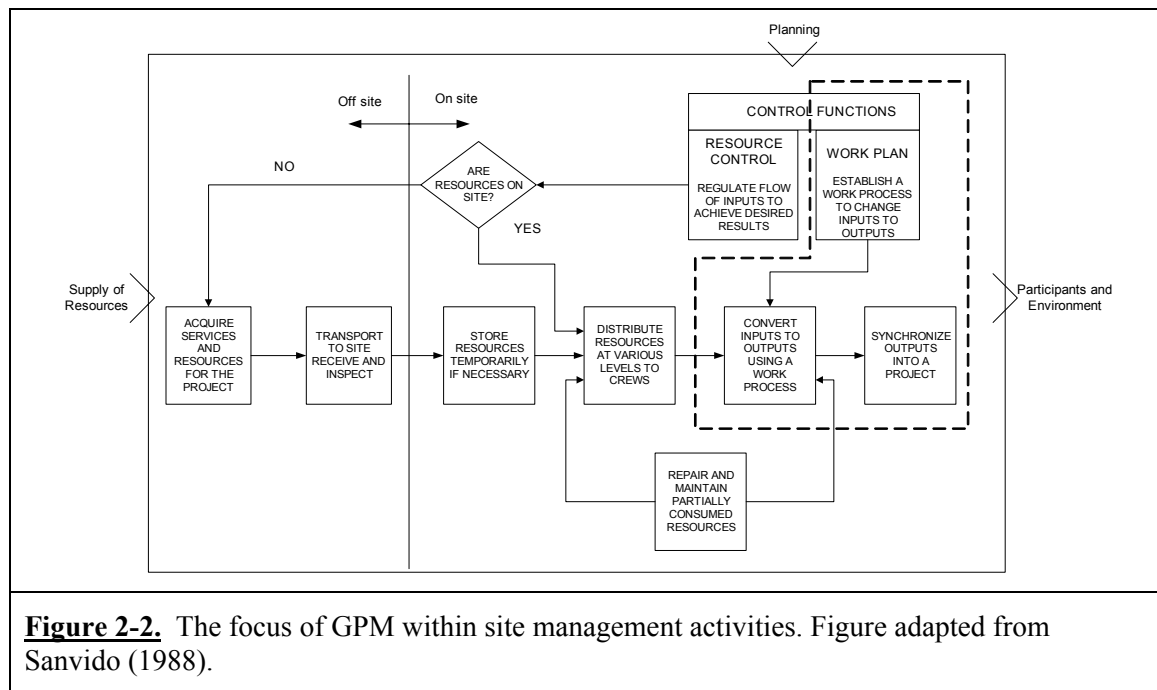 Planning
Off site
On site
CONTROL FUNCTIONS
RESOURCE
CONTROL
REGULATE FLOW
OF INPUTS TO
ACHIEVE DESIRED
RESULTS
WORK PLAN
ESTABLISH A
WORK PROCESS
TO CHANGE
INPUTS TO
OUTPUTS
NO
ARE
RESOURCES ON
SITE?
YES
Supply of
Resources
Participants and
Environment
ACQUIRE
SERVICES
AND
RESOURCES
FOR THE
PROJECT
TRANSPORT
TO SITE
RECEIVE AND
INSPECT
STORE
RESOURCES
TEMPORARILY
IF NECESSARY
DISTRIBUTE
RESOURCES
AT VARIOUS
LEVELS TO
CREWS
CONVERT
INPUTS TO
OUTPUTS
USING A
WORK
PROCESS
SYNCHRONIZE
OUTPUTS
INTO A
PROJECT
REPAIR AND
MAINTAIN
PARTIALLY
CONSUMED
RESOURCES
Figure 2-2. The focus of GPM within site management activities. Figure adapted from
Sanvido (1988).